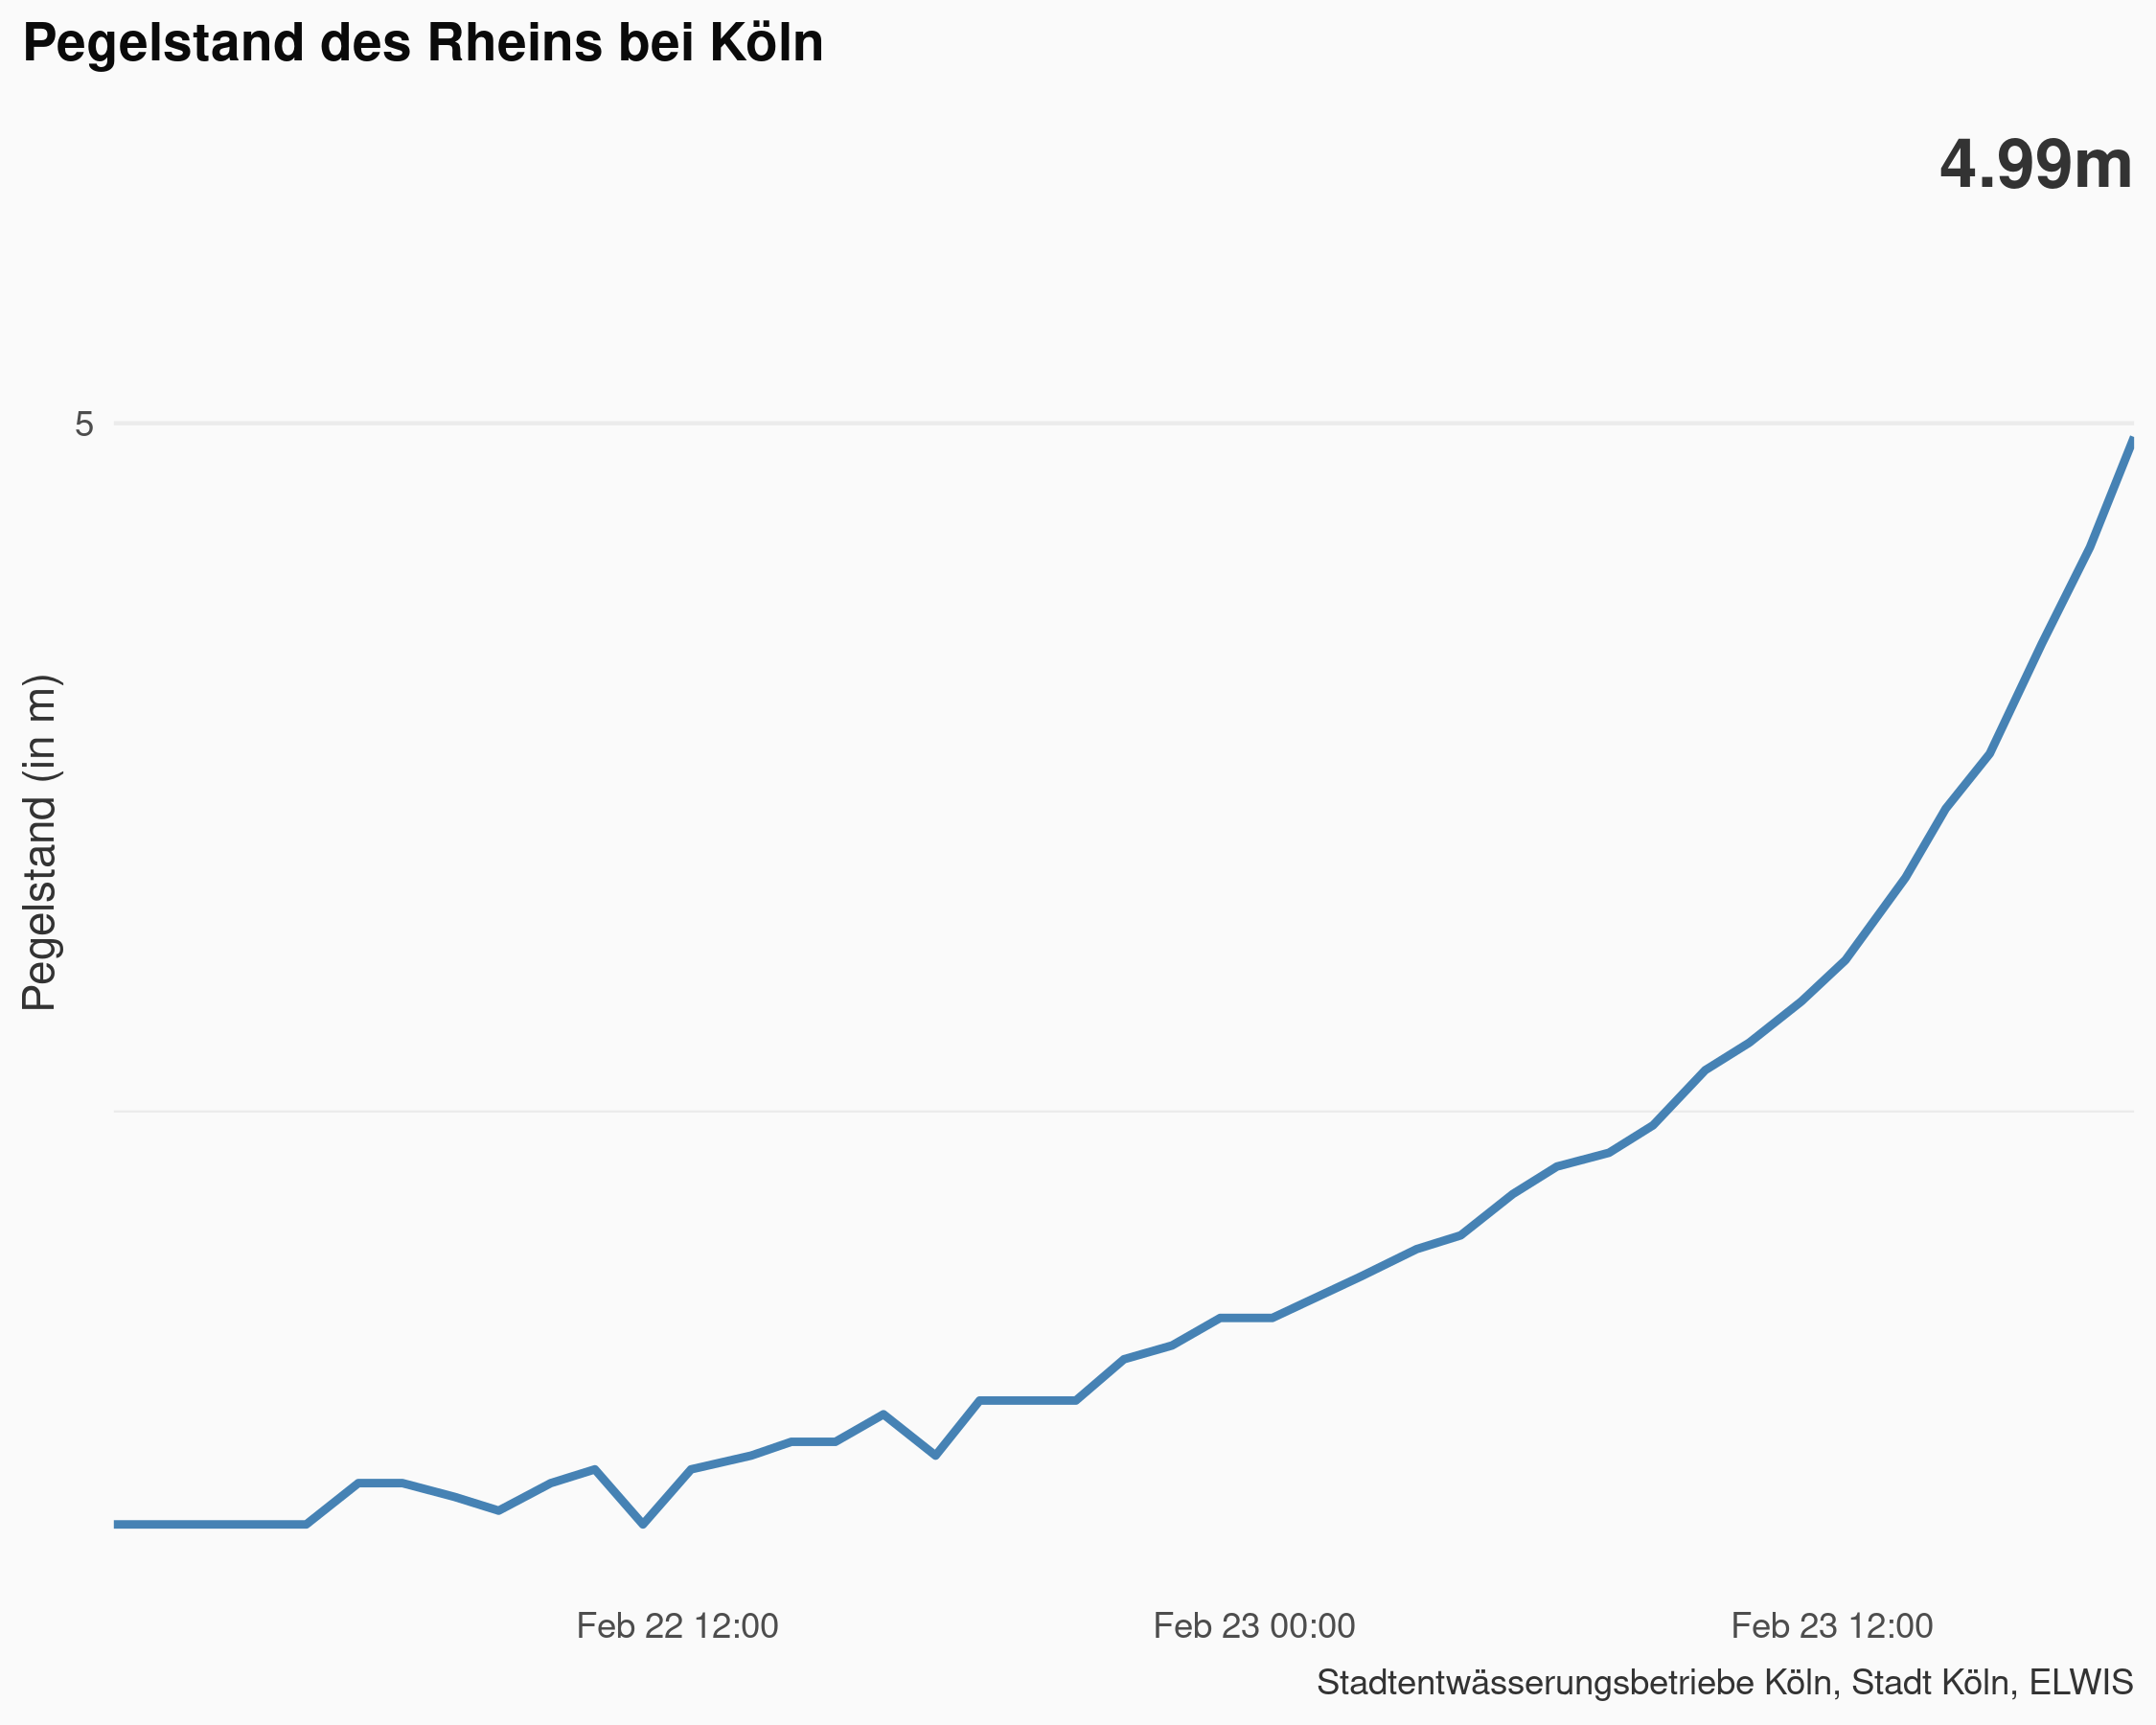 Pegelstand des Rheins bei Köln
4.99m
5
Pegelstand (in m)
Feb 22 12:00
Feb 23 00:00
Feb 23 12:00
Stadtentwässerungsbetriebe Köln, Stadt Köln, ELWIS